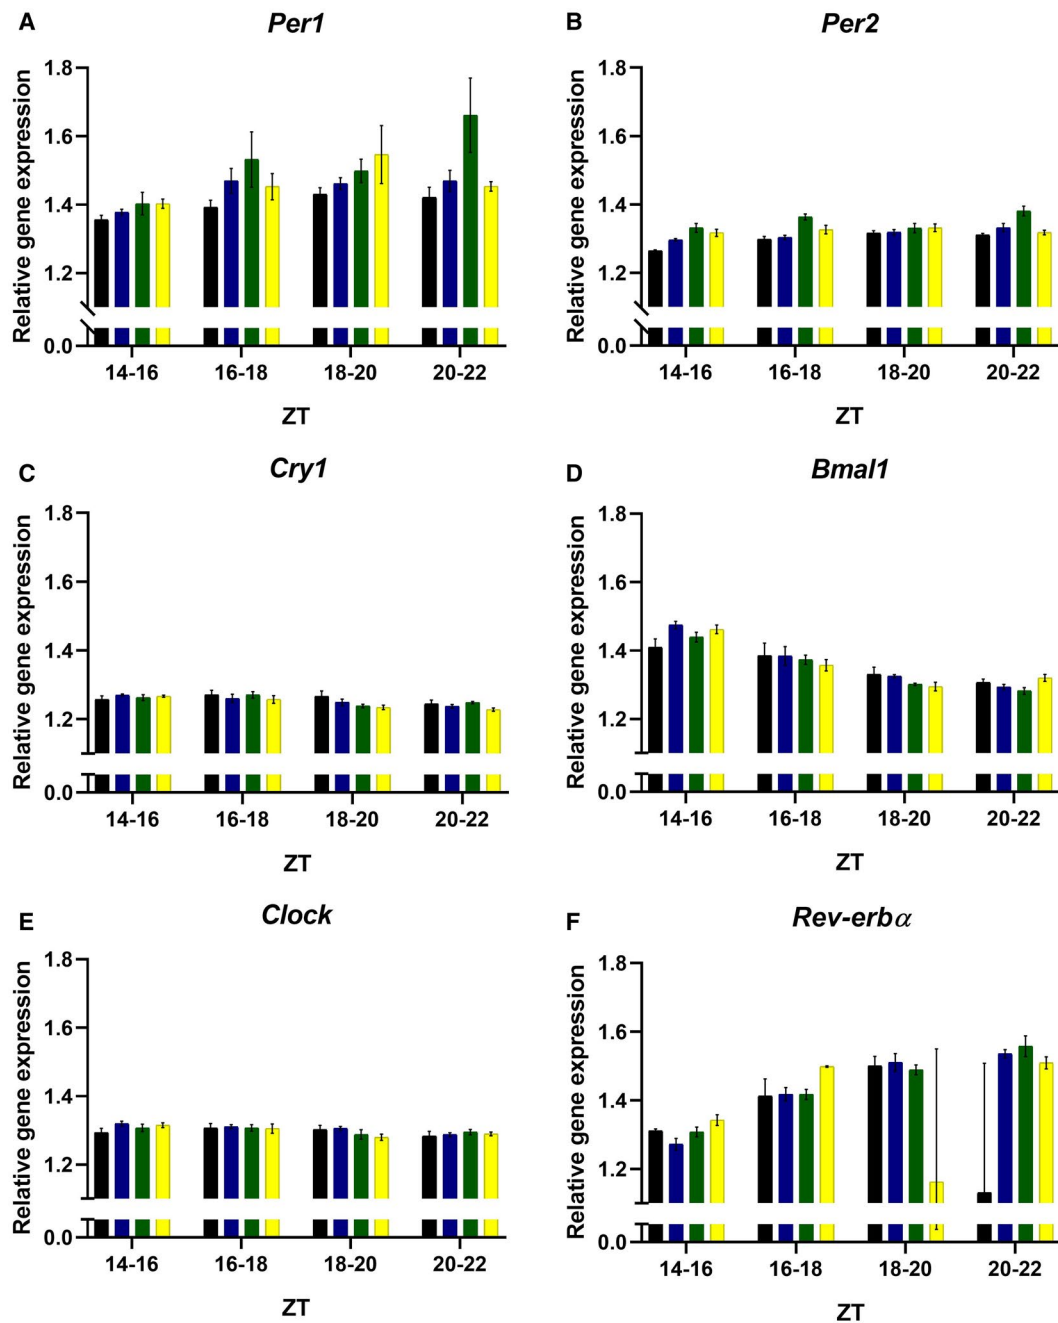 A
Per1
Relative gene expression
1.8
1.6
1.4
1.2
0.0
14-16 16-18 18-20 20-22
ZT
B
Per2
Relative gene expression
1.8
1.6
1.4
1.2
0.0
14-16 16-18 18-20 20-22
ZT
C
Cry1
Relative gene expression
1.8
1.6
1.4
1.2
0.0
14-16 16-18 18-20 20-22
ZT
D
Bmal1
Relative gene expression
1.8
1.6
1.4
1.2
0.0
14-16 16-18 18-20 20-22
ZT
E
Clock
Relative gene expression
1.8
1.6
1.4
1.2
0.0
14-16 16-18 18-20 20-22
ZT
F
Rev-erbα
Relative gene expression
1.8
1.6
1.4
1.2
0.0
14-16 16-18 18-20 20-22
ZT